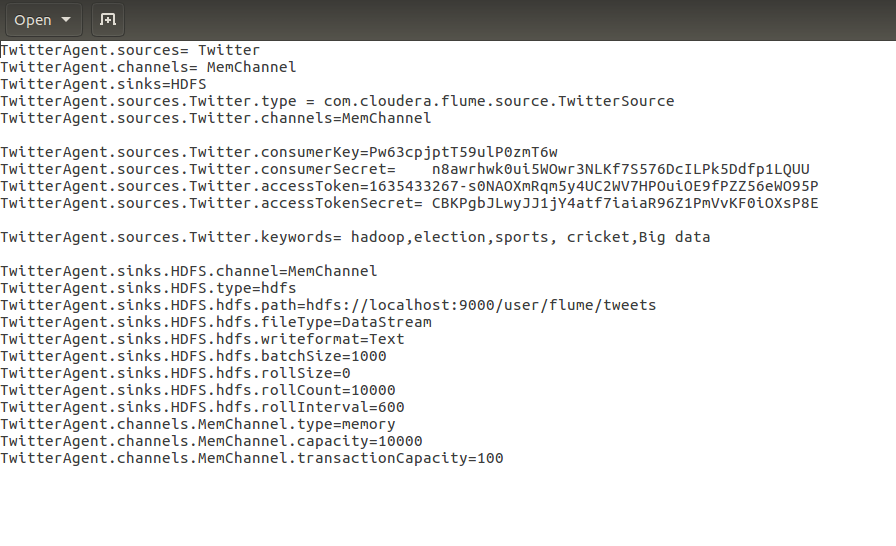 Open
TwitterAgent.sources= Twitter
TwitterAgent.channels= MemChannel
TwitterAgent.sinks=HDFS
TwitterAgent.sources.Twitter.type = com.cloudera.flume.source.TwitterSource
TwitterAgent.sources.Twitter.channels=MemChannel
TwitterAgent.sources.Twitter.consumerKey=Pw63cpjptT59ulP0zmT6w
TwitterAgent.sources.Twitter.consumerSecret=    n8awrhwk0ui5WOwr3NLKf7S576DcILPk5Ddfp1LQUU
TwitterAgent.sources.Twitter.accessToken=1635433267-s0NAOXmRqm5y4UC2WV7HPOuiOE9fPZZ56eWO95P
TwitterAgent.sources.Twitter.accessTokenSecret= CBKPgbJLwyJJ1jY4atf7iaiaR96Z1PmVvKF0iOXsP8E
TwitterAgent.sources.Twitter.keywords= hadoop,election,sports, cricket,Big data
TwitterAgent.sinks.HDFS.channel=MemChannel
TwitterAgent.sinks.HDFS.type=hdfs
TwitterAgent.sinks.HDFS.hdfs.path=hdfs://localhost:9000/user/flume/tweets
TwitterAgent.sinks.HDFS.hdfs.fileType=DataStream
TwitterAgent.sinks.HDFS.hdfs.writeformat=Text
TwitterAgent.sinks.HDFS.hdfs.batchSize=1000
TwitterAgent.sinks.HDFS.hdfs.rollSize=0
TwitterAgent.sinks.HDFS.hdfs.rollCount=10000
TwitterAgent.sinks.HDFS.hdfs.rollInterval=600
TwitterAgent.channels.MemChannel.type=memory
TwitterAgent.channels.MemChannel.capacity=10000
TwitterAgent.channels.MemChannel.transactionCapacity=100